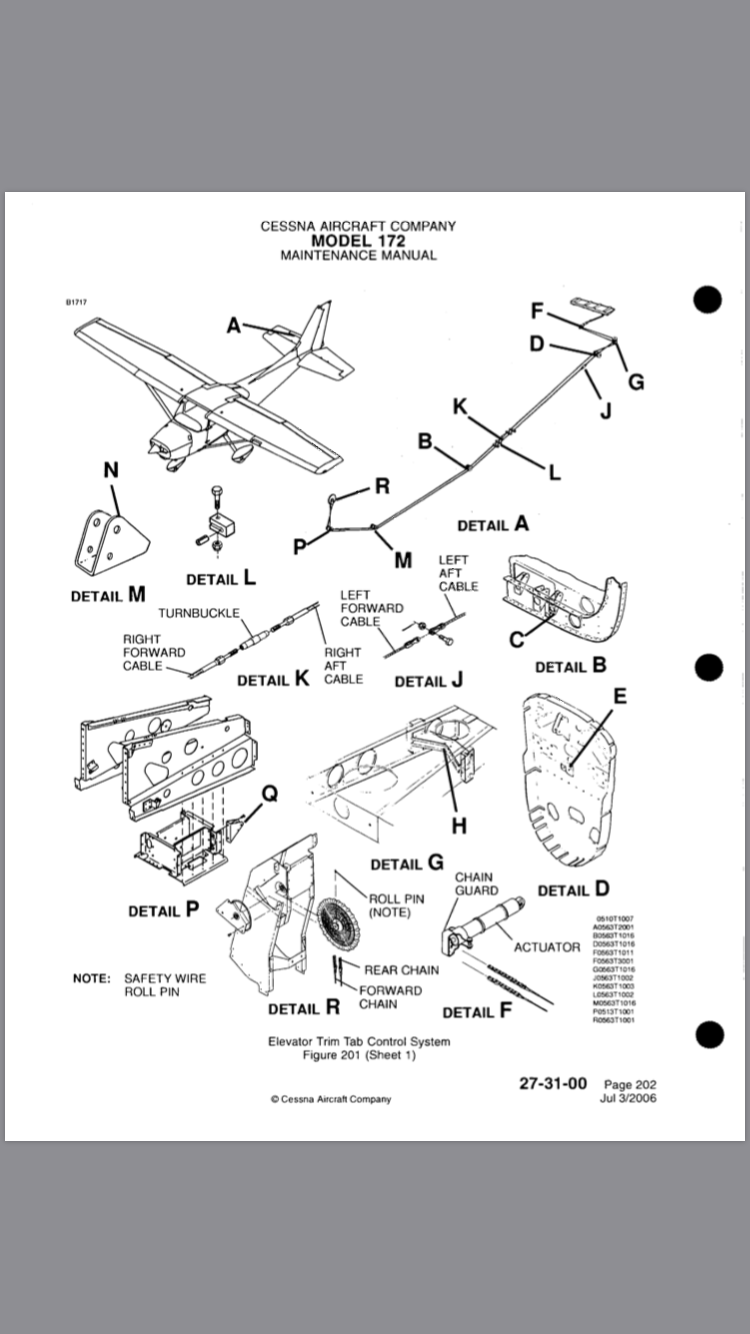 CESSNA AIRCRAFT COMPANY
MODEL 172
MAINTENANCE MANUAL
B1717
A
F
D
G
J
K
B
L
R
P
M
DETAIL A
N
DETAIL M
DETAIL L
TURNBUCKLE
RIGHT
FORWARD
CABLE
RIGHT
AFT
CABLE
DETAIL K
LEFT
FORWARD
CABLE
LEFT
AFT
CABLE
DETAIL J
C
DETAIL B
E
DETAIL D
Q
DETAIL P
H
DETAIL G
ROLL PIN
(NOTE)
REAR CHAIN
FORWARD
CHAIN
DETAIL R
CHAIN
GUARD
ACTUATOR
DETAIL F
0510T1007
A0563T2001
B0563T1016
D0563T1016
F0563T1011
F0563T3001
G0563T1016
J0563T1002
K0563T1003
L0563T1002
M0563T1016
P0513T1001
R0563T1001
NOTE: SAFETY WIRE
ROLL PIN
Elevator Trim Tab Control System
Figure 201 (Sheet 1)
27-31-00 Page 202
Jul 3/2006
© Cessna Aircraft Company